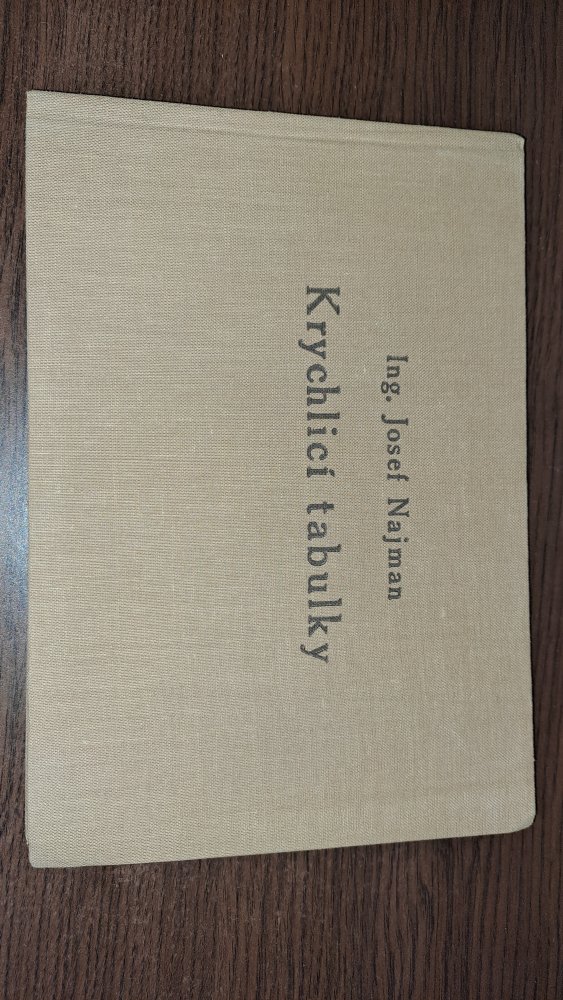 Ing. Josef Najman
Krychlicí tabulky